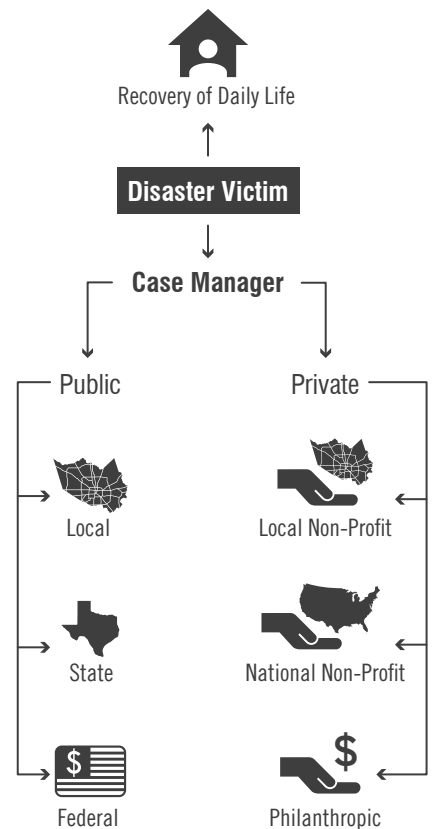 Recovery of Daily Life
Disaster Victim
Case Manager
Public
Private
Local
Local Non-Profit
State
National Non-Profit
$
$
Federal
Philanthropic